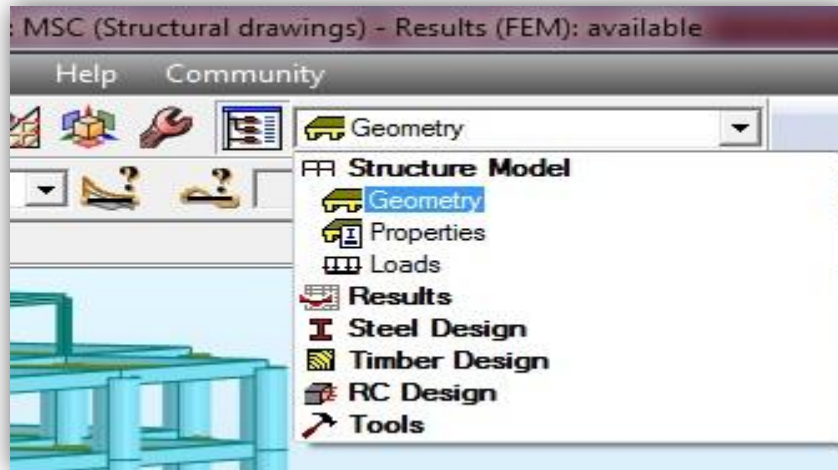 : MSC (Structural drawings) - Results (FEM): available
Help Community
Geometry
Structure Model
Geometry
Properties
Loads
Results
Steel Design
Timber Design
RC Design
Tools